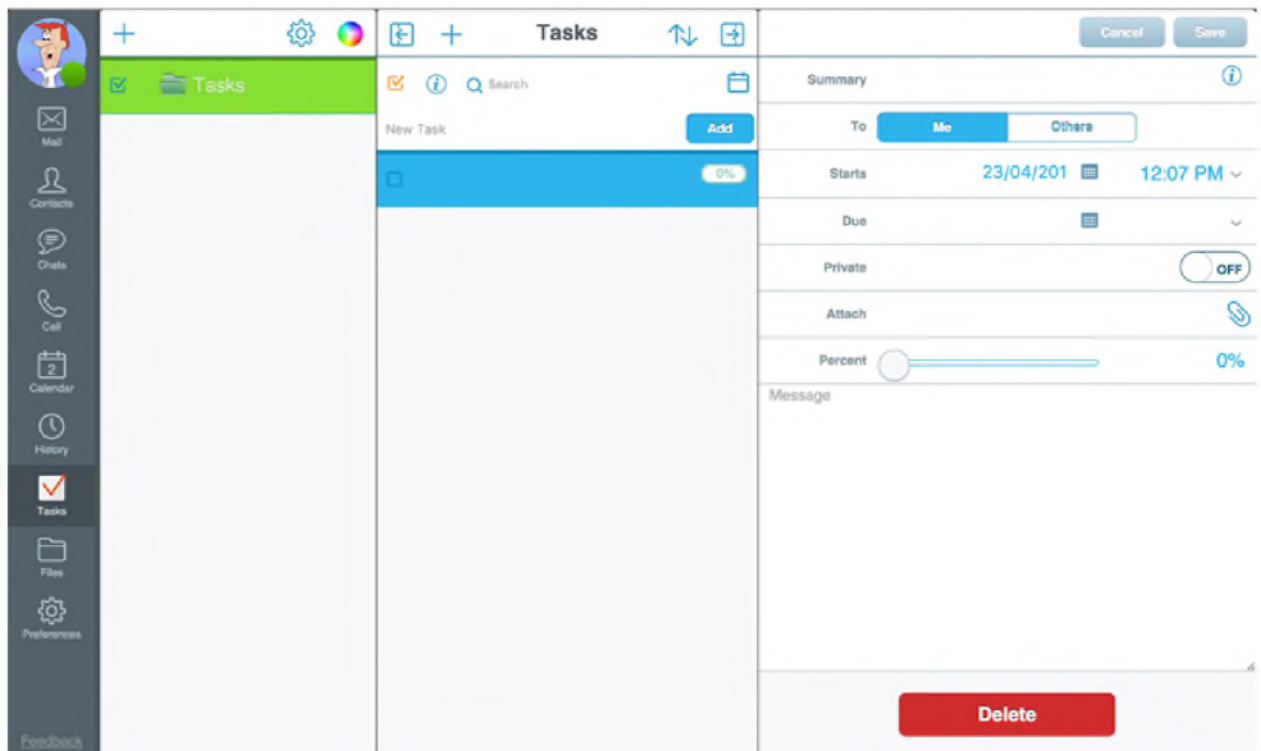 Mail
Contacts
Chats
Call
2
Calendar
History
Tasks
Files
Preferences
Feedback
Tasks
Tasks
Search
New Task
Add
0%
Cancel
Save
Summary
To
Me
Others
Starts
23/04/201
12:07 PM
Due
Private
OFF
Attach
Percent
0%
Message
Delete